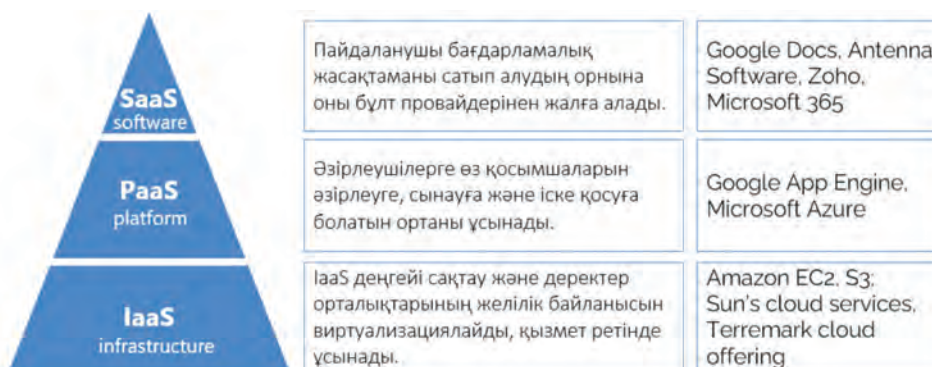 SaaS
software
Пайдаланушы бағдарламалық
жасақтаманы сатып алудың орнына
оны бұлт провайдерінен жалға алады.
Google Docs, Antenna
Software, Zoho,
Microsoft 365
PaaS
platform
Әзірлеушілерге өз қосымшаларын
әзірлеуге, сынауға және іске қосуға
болатын ортаны ұсынады.
Google App Engine,
Microsoft Azure
IaaS
infrastructure
IaaS деңгейі сақтау және деректер
орталықтарының желілік байланысын
виртуализациялайды, қызмет ретінде
ұсынады.
Amazon EC2, S3;
Sun's cloud services,
Terremark cloud
offering